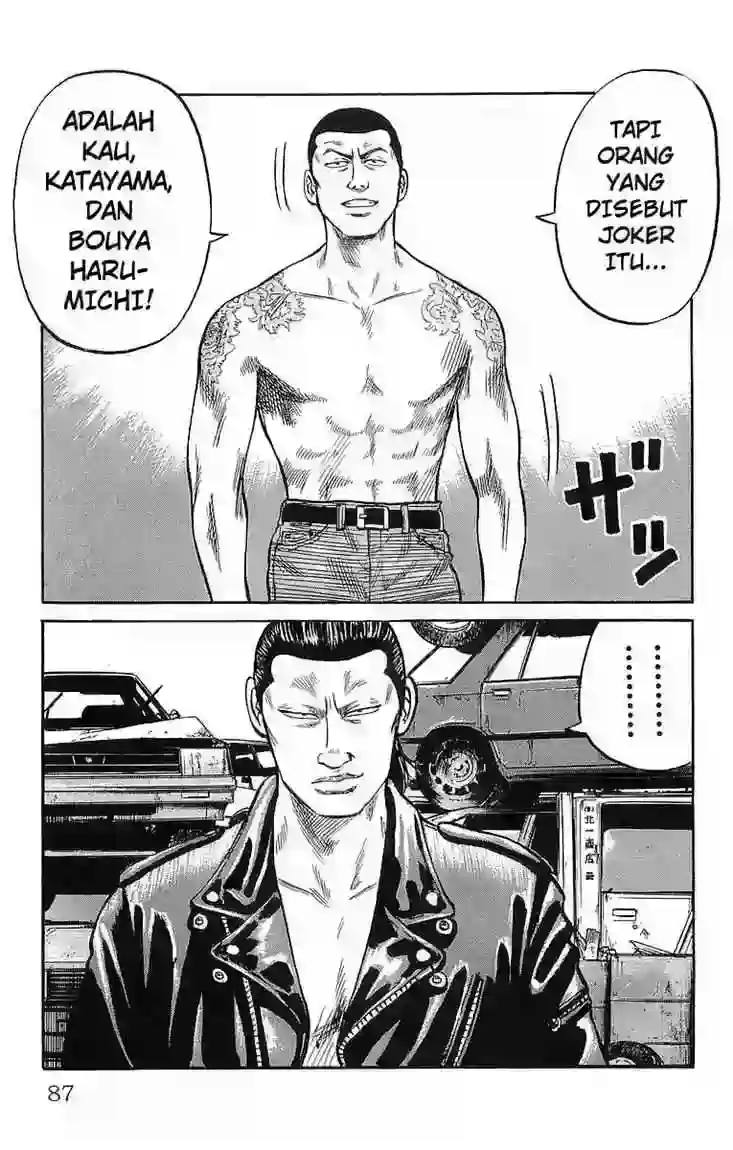 TAPI
ORANG
YANG
DISEBUT
JOKER
ITU...
ADALAH
KAU,
KATAYAMA,
DAN
BOUYA
HARU-
MICHI!
ザッ
......
......
87